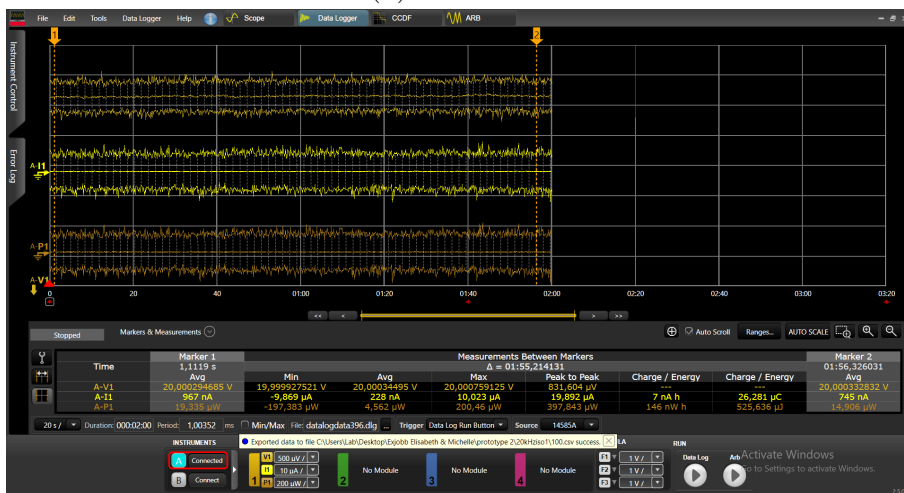 File Edit Tools Data Logger Help Scope Data Logger CCDF ARB
Instrument Control
Error Log
1 2
A-I1
A-P1
A-V1
0 20 40 01:00 01:20 01:40 02:00 02:20 02:40 03:00 03:20
<< < > >>
Stopped Markers & Measurements Auto Scroll Ranges... AUTO SCALE
Marker 1 Measurements Between Markers Marker 2
Time 1,1119 s Δ = 01:55,214131 01:56,326031
Avg Min Avg Max Peak to Peak Charge / Energy Charge / Energy Avg
A-V1 20,000294685 V 19,999927521 V 20,00034495 V 20,000759125 V 831,604 µV --- --- 20,000332832 V
A-I1 967 nA -9,869 µA 228 nA 10,023 µA 19,892 µA 7 nA h 26,281 µC 745 nA
A-P1 19,335 µW -197,383 µW 4,562 µW 200,46 µW 397,843 µW 146 nW h 525,636 µJ 14,906 µW
20 s / Duration: 000:02:00 Period: 1,00352 ms Min/Max File: datalogdata396.dlg ... Trigger Data Log Run Button Source 14585A
INSTRUMENTS Exported data to file C:\Users\Lab\Desktop\Exjobb Elisabeth & Michelle\prototype 2\20kHziso1\100.csv success. LA RUN
A Connected
B Connect
1 V1 500 uV / I1 10 µA / P1 200 uW /
2 No Module 3 No Module 4 No Module
F1 1 V /
F2 1 V /
F3 1 V /
Data Log Arb
Activate Windows
Go to Settings to activate Windows.